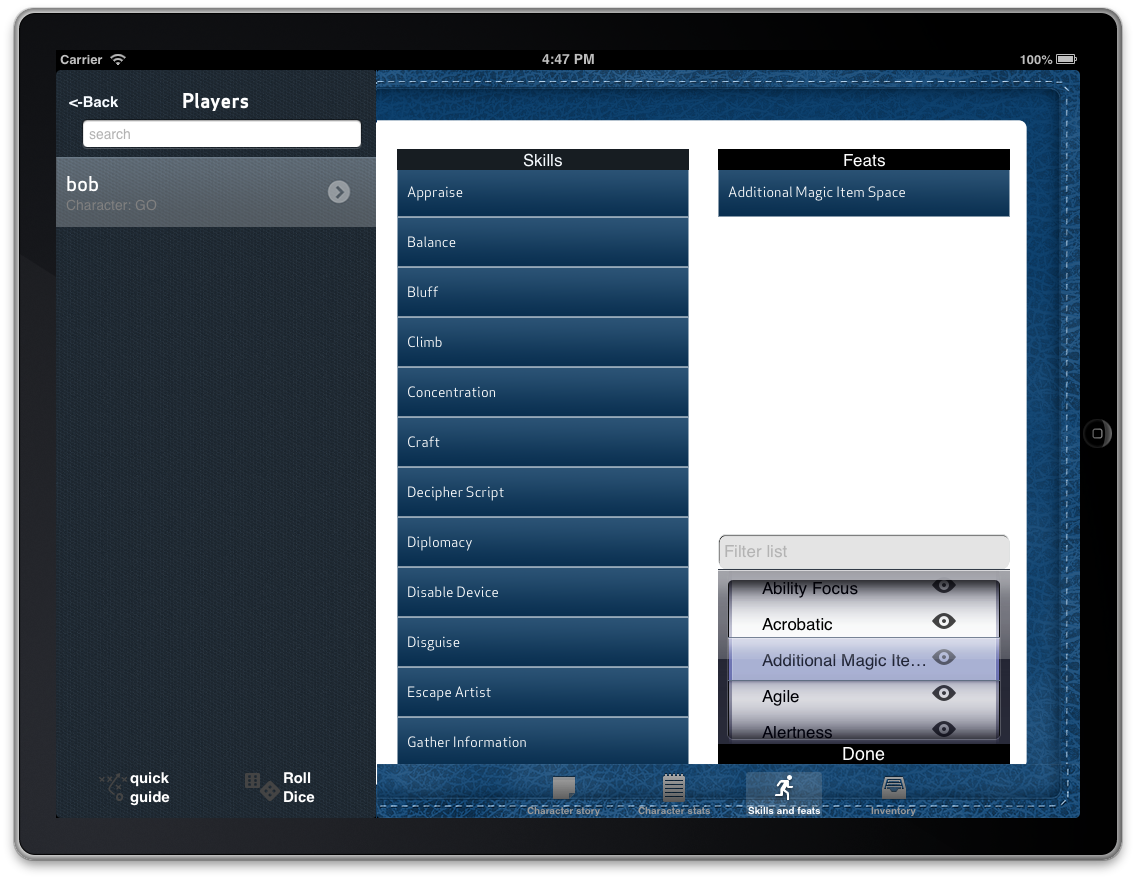 Carrier
4:47 PM
100%
<-Back
Players
search
bob
Character: GO
quick
guide
Roll
Dice
Skills
Appraise
Balance
Bluff
Climb
Concentration
Craft
Decipher Script
Diplomacy
Disable Device
Disguise
Escape Artist
Gather Information
Feats
Additional Magic Item Space
Filter list
Ability Focus
Acrobatic
Additional Magic Ite...
Agile
Alertness
Done
Character story
Character stats
Skills and feats
Inventory